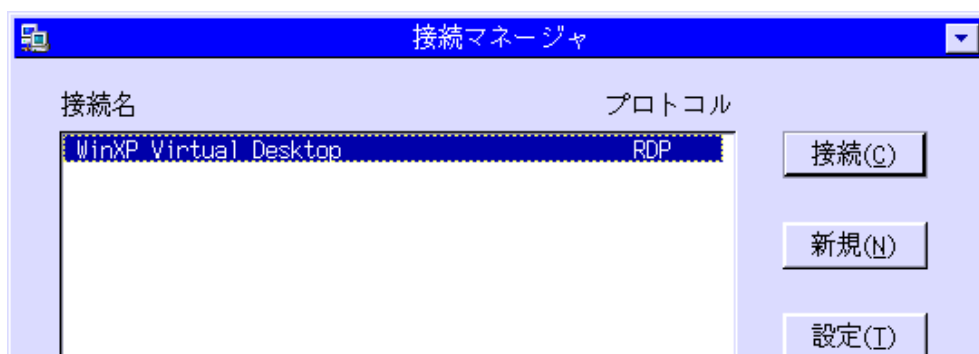 接続マネージャ
接続名 プロトコル
WinXP Virtual Desktop RDP
接続(C)
新規(N)
設定(T)